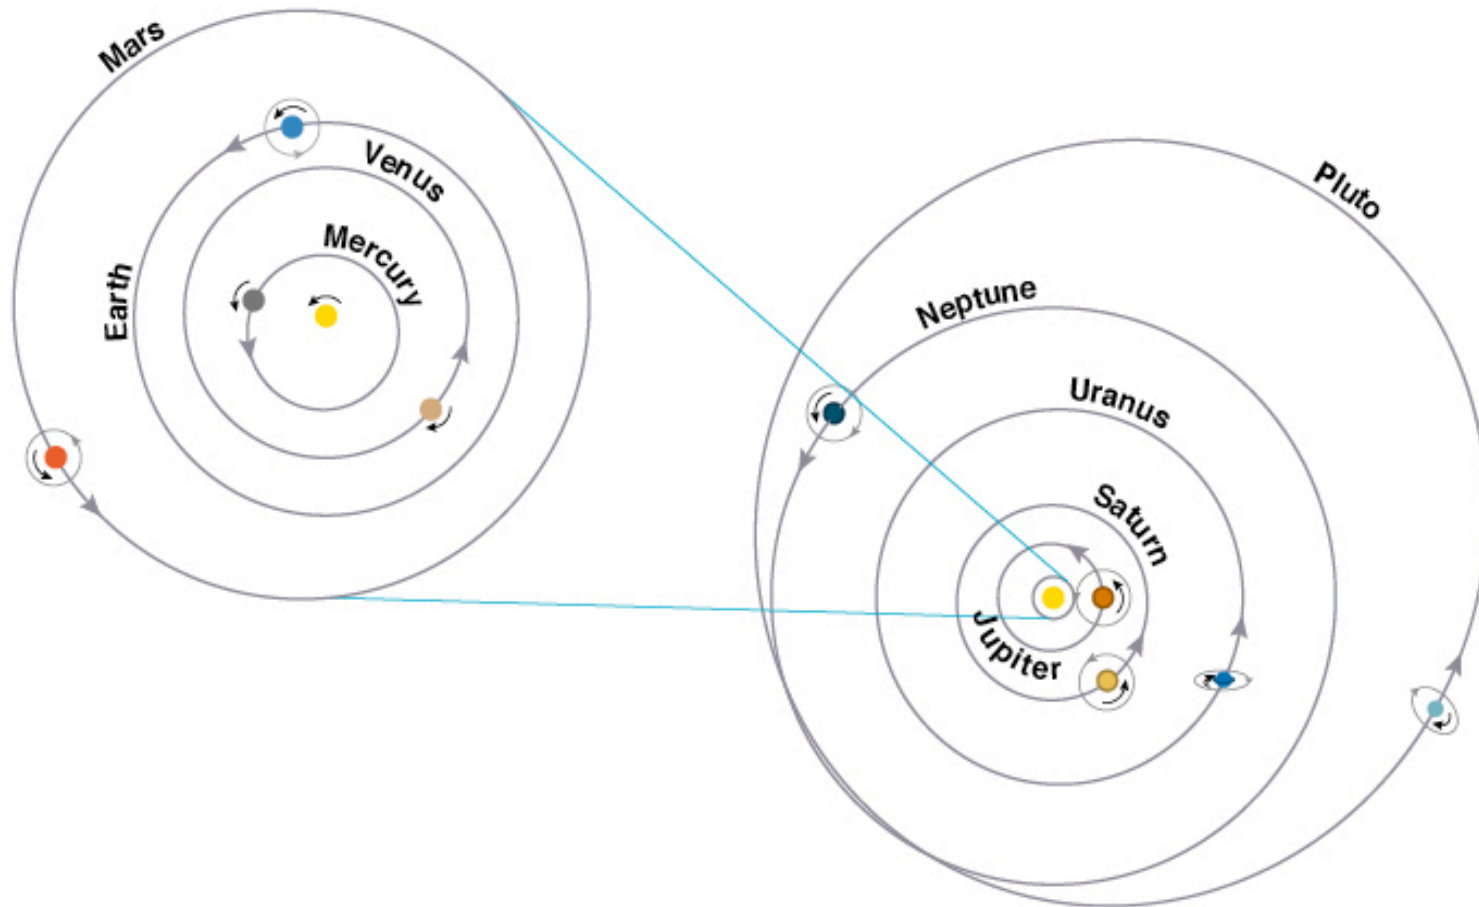 Mars
Venus
Mercury
Earth
Pluto
Neptune
Uranus
Saturn
Jupiter